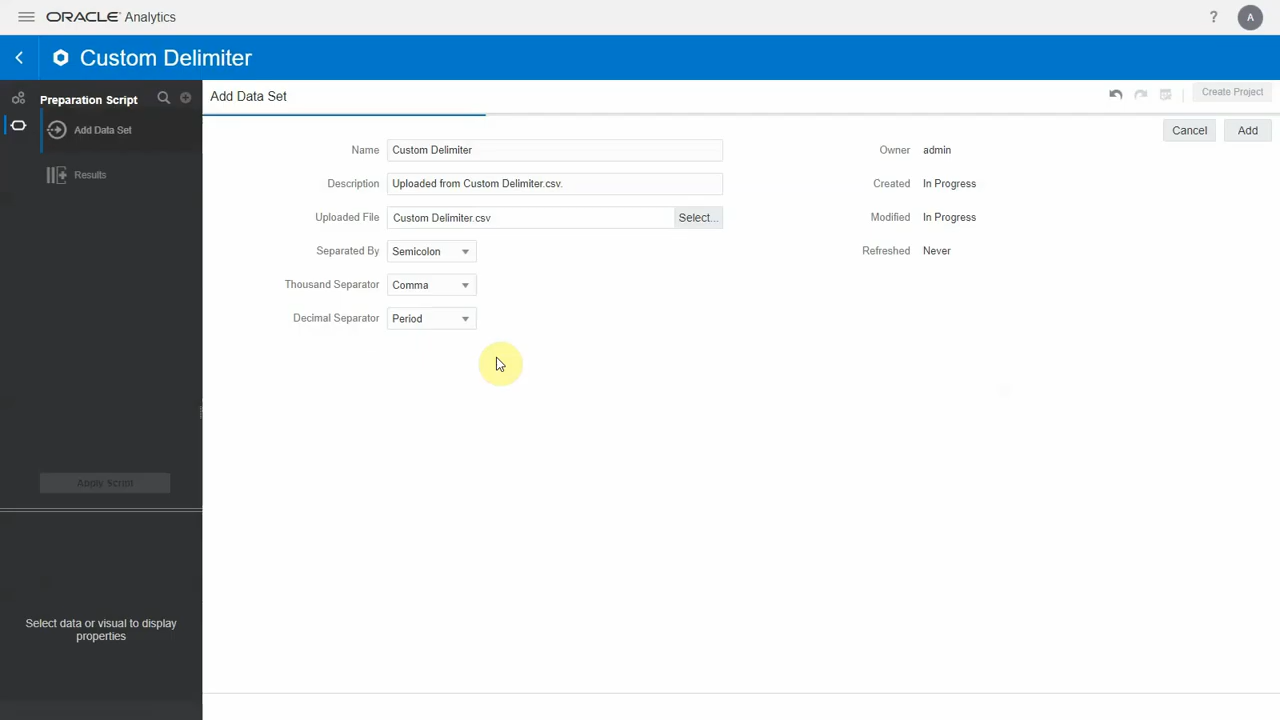 ORACLE Analytics
?
A
Custom Delimiter
Preparation Script
Add Data Set
Create Project
Add Data Set
Cancel
Add
Name
Custom Delimiter
Owner
admin
Description
Uploaded from Custom Delimiter.csv.
Created
In Progress
Results
Uploaded File
Custom Delimiter.csv
Select...
Modified
In Progress
Separated By
Semicolon
Refreshed
Never
Thousand Separator
Comma
Decimal Separator
Period
Apply Script
Select data or visual to display
properties